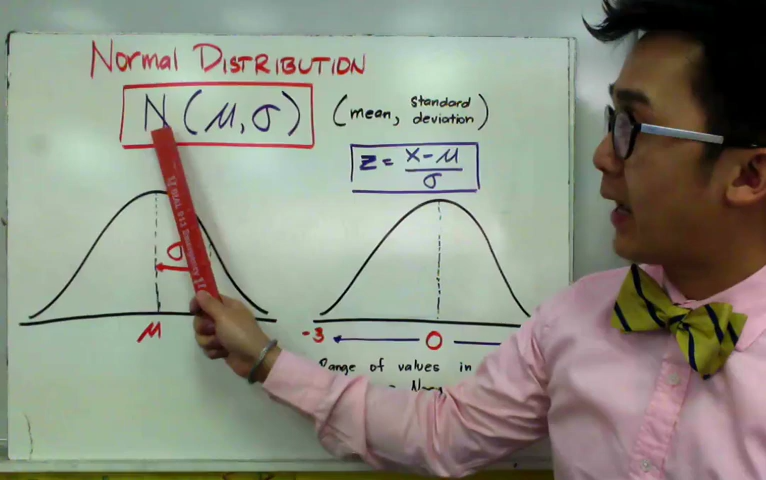 Normal DISTRIBUTION
N(μ, σ) (mean, standard deviation)
z = x-μ / σ
σ
μ
-3 0
Range of values in